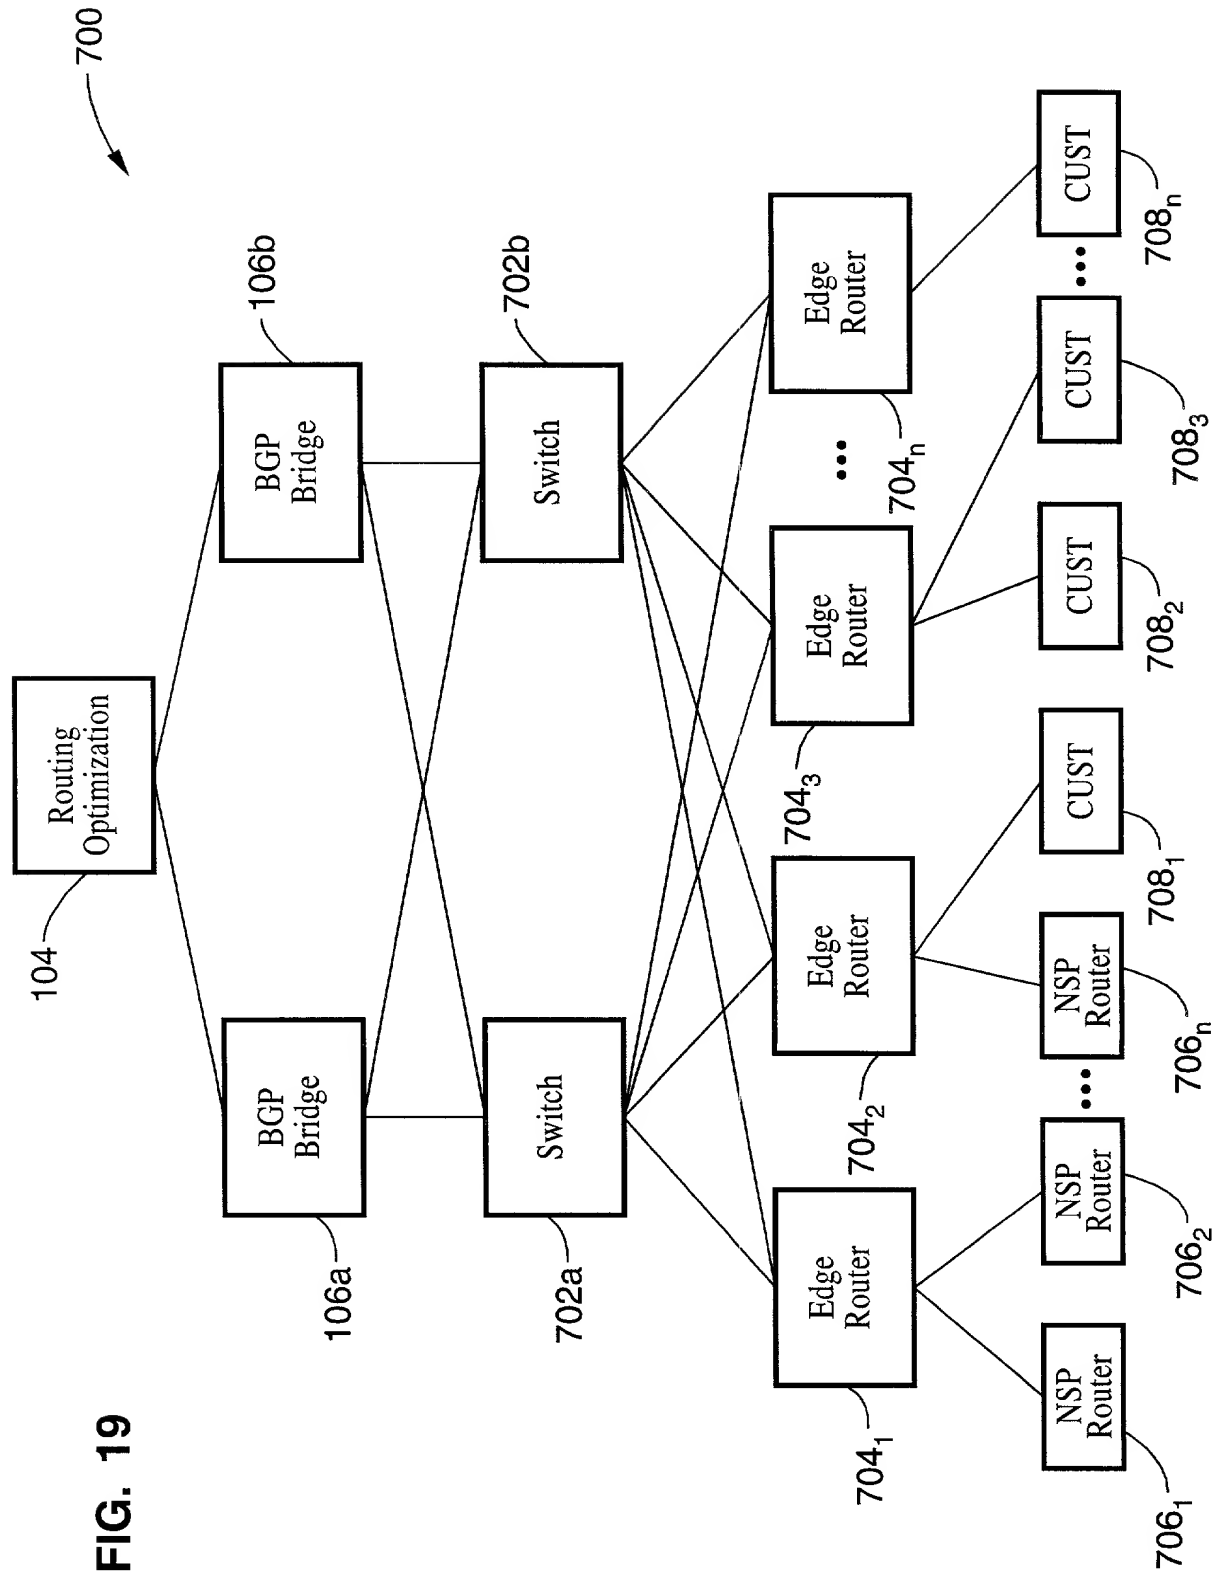 FIG. 19
700
Routing
Optimization
104
BGP
Bridge
106a
BGP
Bridge
106b
Switch
702a
Switch
702b
Edge
Router
704₁
Edge
Router
704₂
Edge
Router
704₃
•••
Edge
Router
704ₙ
NSP
Router
706₁
NSP
Router
706₂
•••
NSP
Router
706ₙ
CUST
708₁
CUST
708₂
CUST
708₃
•••
CUST
708ₙ